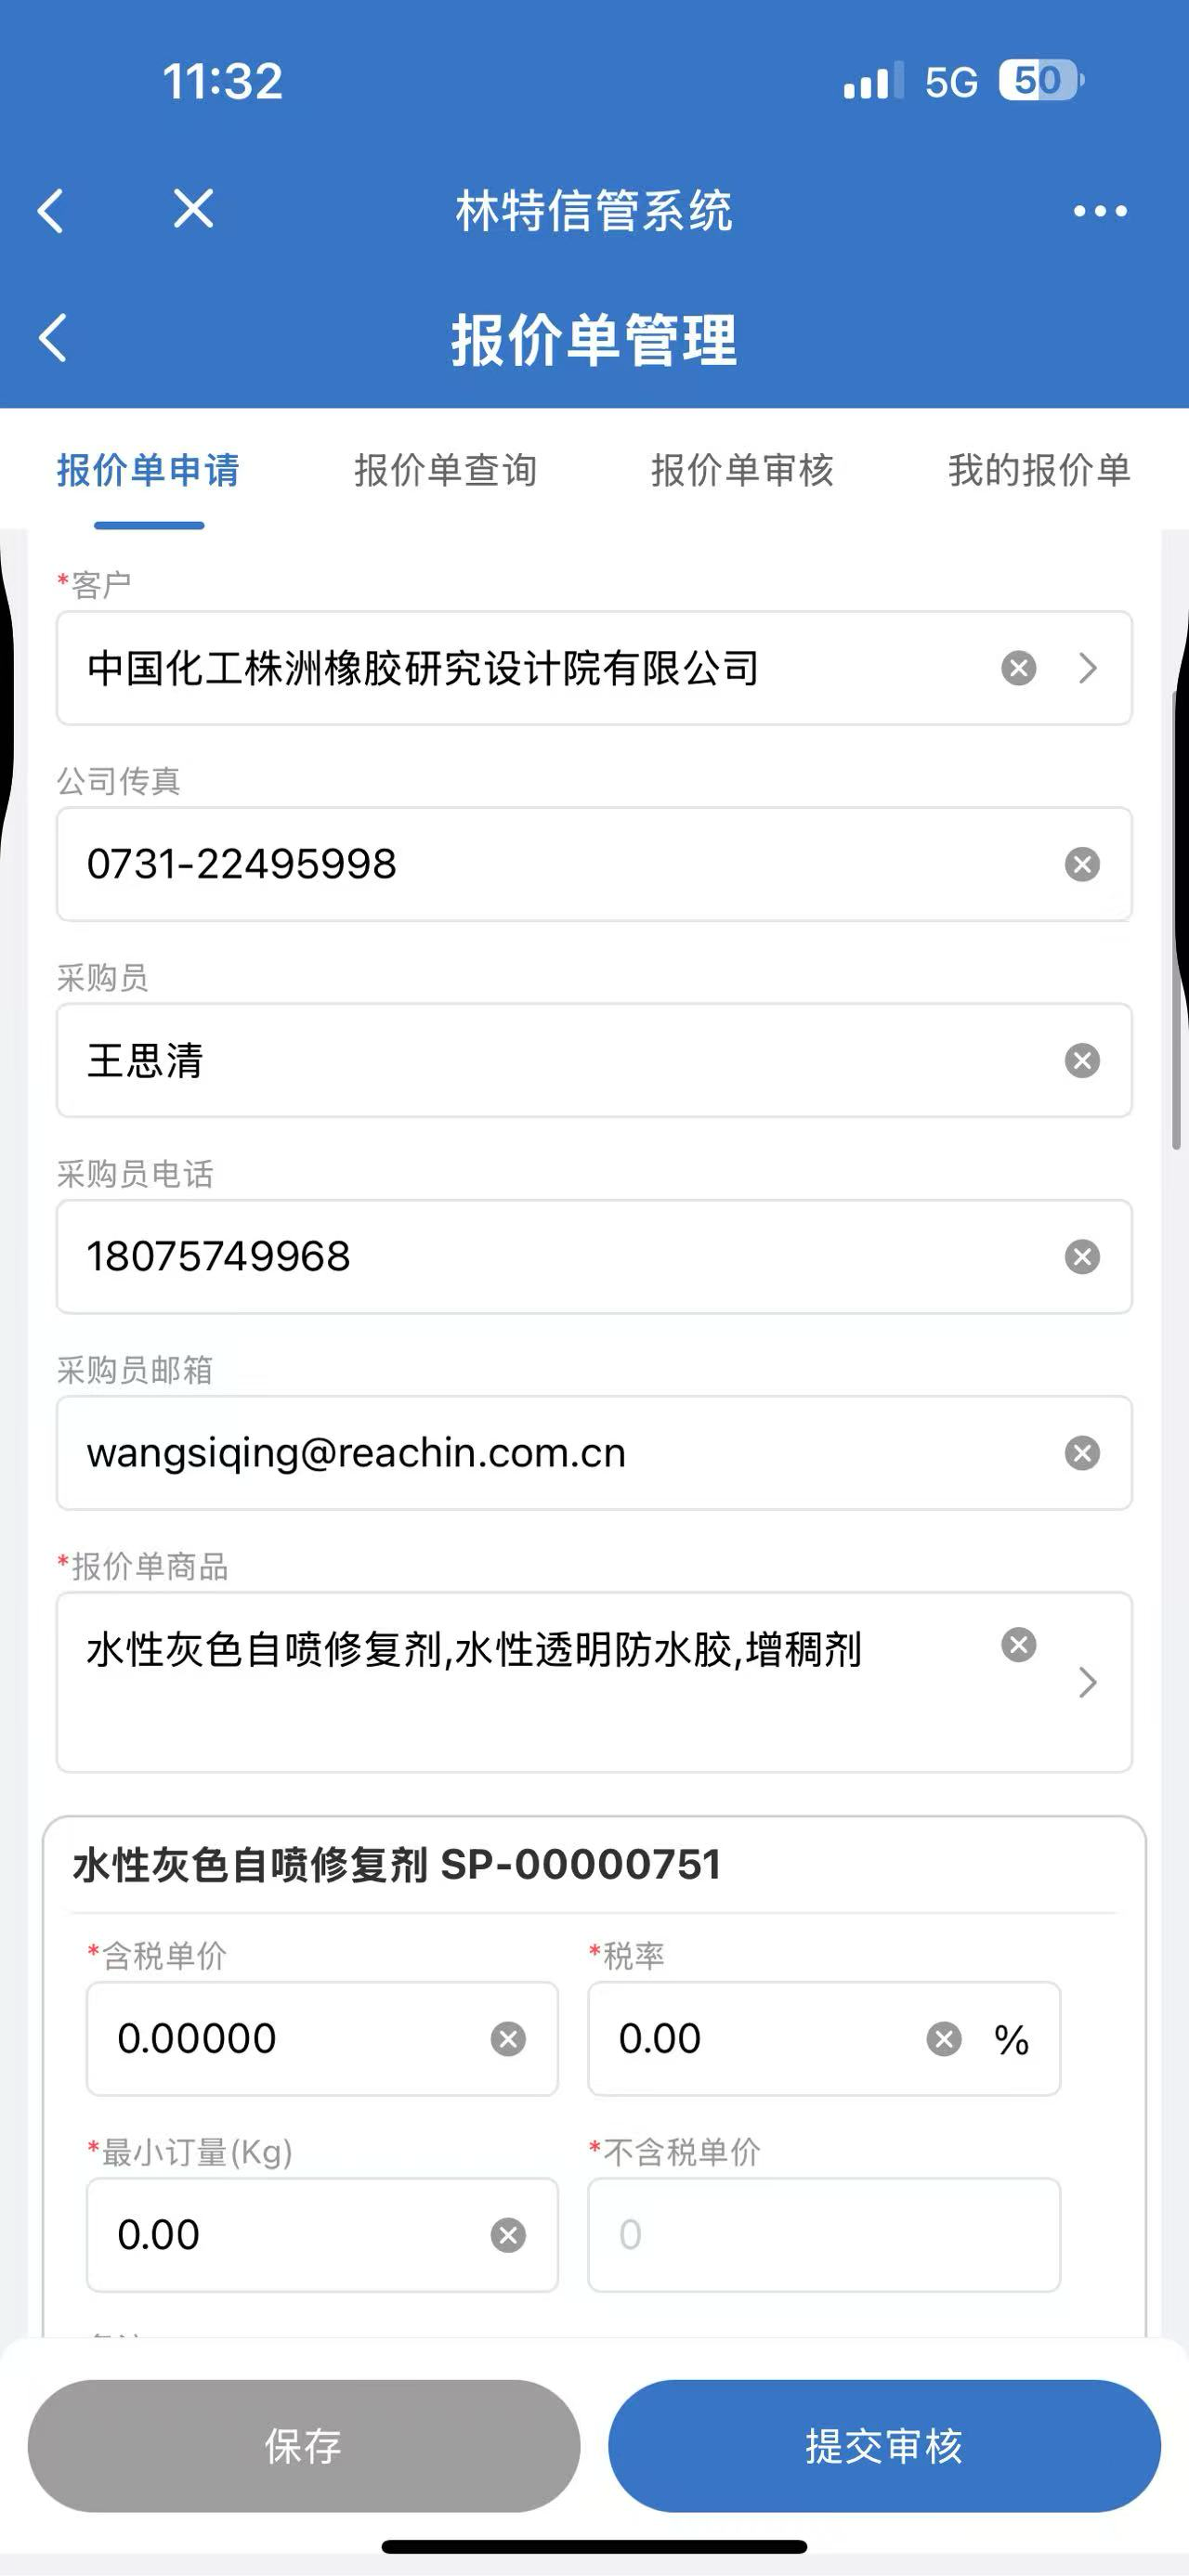 11:32
5G 50
林特信管系统
报价单管理
报价单申请 报价单查询 报价单审核 我的报价单
*客户
中国化工株洲橡胶研究设计院有限公司
公司传真
0731-22495998
采购员
王思清
采购员电话
18075749968
采购员邮箱
wangsiqing@reachin.com.cn
*报价单商品
水性灰色自喷修复剂,水性透明防水胶,增稠剂
水性灰色自喷修复剂 SP-00000751
*含税单价 *税率
0.00000 0.00 %
*最小订量(Kg) *不含税单价
0.00 0
保存 提交审核